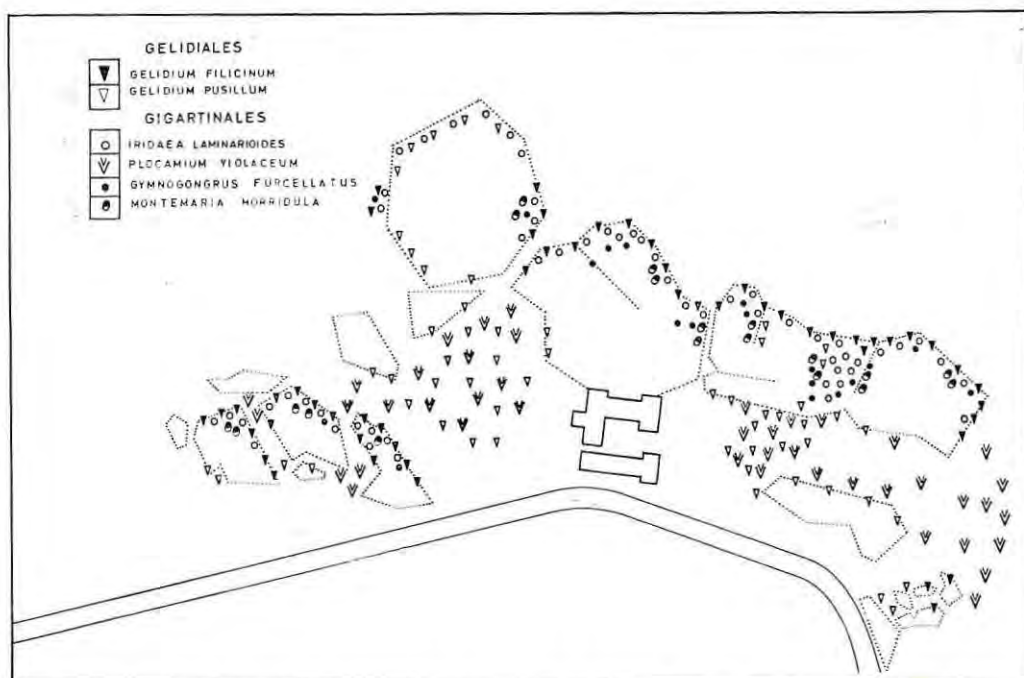 GELIDIALES
GELIDIUM FILICINUM
GELIDIUM PUSILLUM
GIGARTINALES
IRIDAEA LAMINARIOIDES
PLOCAMIUM VIOLACEUM
GYMNOGONGRUS FURCELLATUS
MONTEMARIA HORRIDULA